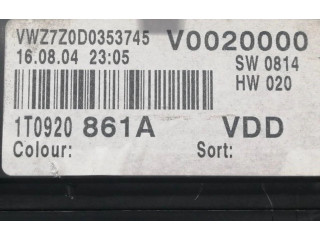 VWZ7Z0D0353745 V0020000
16.08.04 23:05 SW 0814
HW 020
1T0920 861A VDD
Colour: Sort: